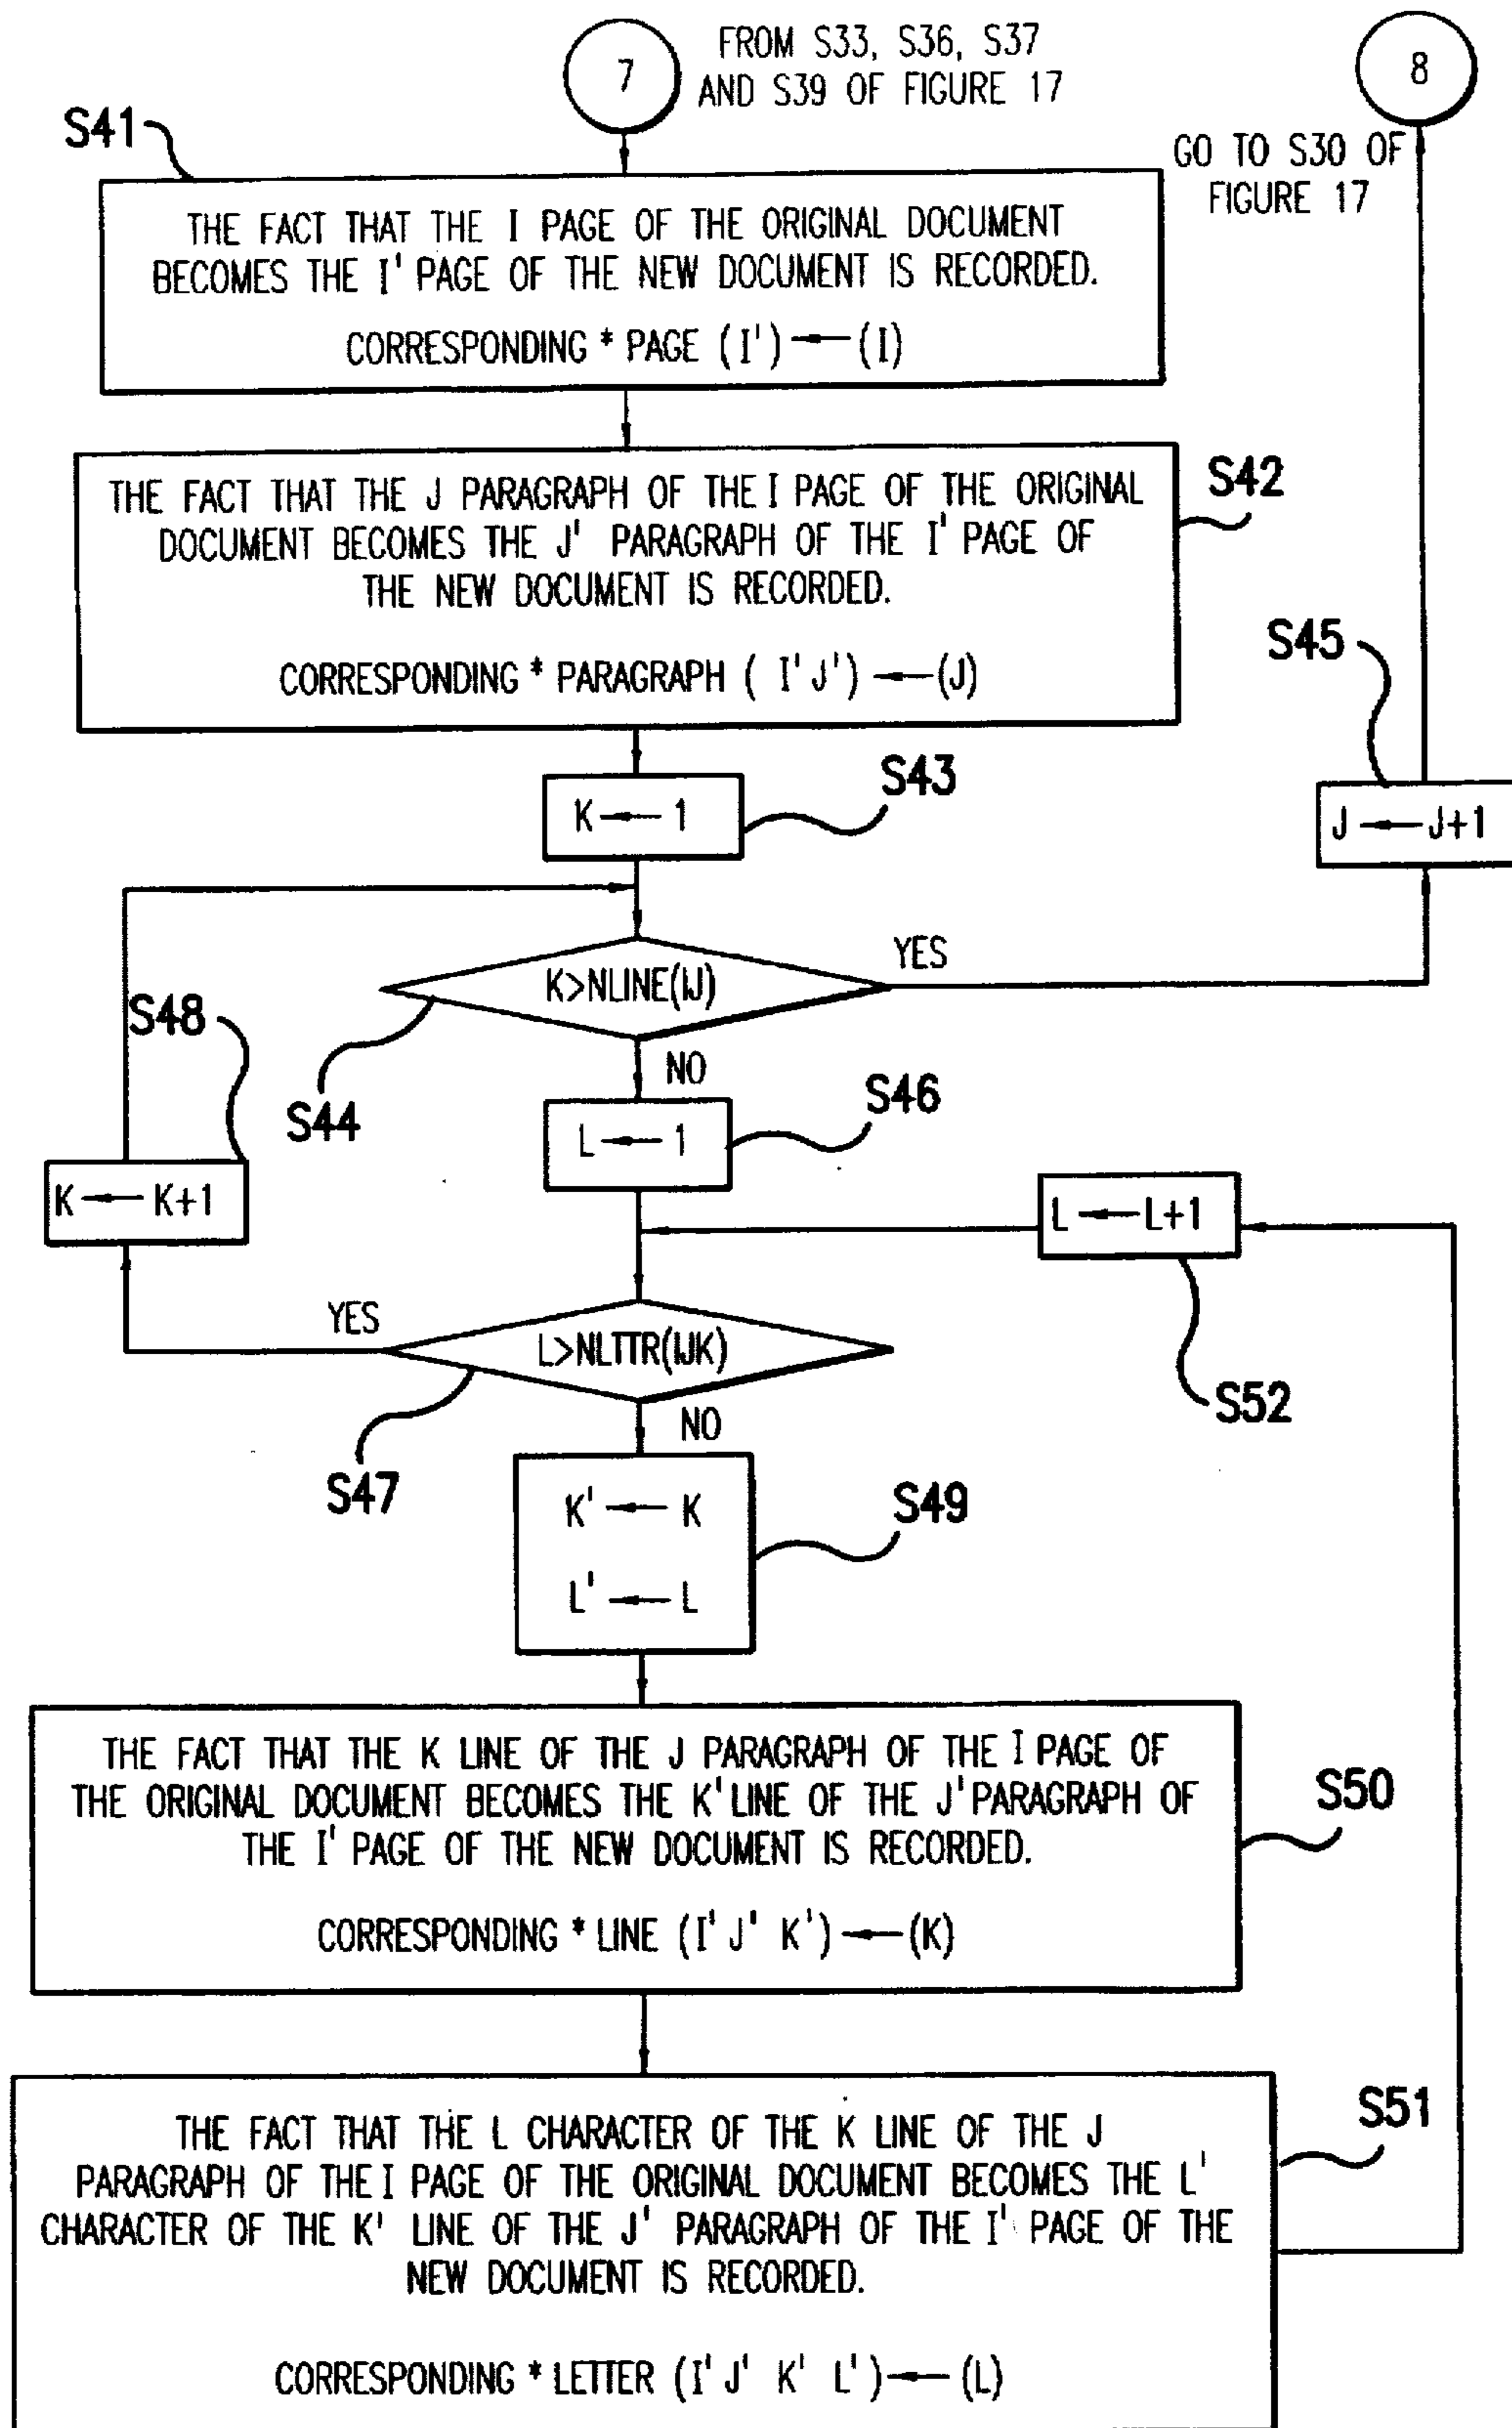 7
FROM S33, S36, S37
AND S39 OF FIGURE 17
8
GO TO S30 OF
FIGURE 17
S41
THE FACT THAT THE I PAGE OF THE ORIGINAL DOCUMENT
BECOMES THE I' PAGE OF THE NEW DOCUMENT IS RECORDED.
CORRESPONDING * PAGE (I') ← (I)
S42
THE FACT THAT THE J PARAGRAPH OF THE I PAGE OF THE ORIGINAL
DOCUMENT BECOMES THE J' PARAGRAPH OF THE I' PAGE OF
THE NEW DOCUMENT IS RECORDED.
CORRESPONDING * PARAGRAPH ( I' J') ← (J)
S43
K ← 1
S45
J ← J+1
K>NLINE(IJ)
YES
S44
NO
S48
K ← K+1
S46
L ← 1
L ← L+1
S52
YES
L>NLTTR(IJK)
S47
NO
S49
K' ← K
L' ← L
S50
THE FACT THAT THE K LINE OF THE J PARAGRAPH OF THE I PAGE OF
THE ORIGINAL DOCUMENT BECOMES THE K' LINE OF THE J' PARAGRAPH OF
THE I' PAGE OF THE NEW DOCUMENT IS RECORDED.
CORRESPONDING * LINE (I' J' K') ← (K)
S51
THE FACT THAT THE L CHARACTER OF THE K LINE OF THE J
PARAGRAPH OF THE I PAGE OF THE ORIGINAL DOCUMENT BECOMES THE L'
CHARACTER OF THE K' LINE OF THE J' PARAGRAPH OF THE I' PAGE OF THE
NEW DOCUMENT IS RECORDED.
CORRESPONDING * LETTER (I' J' K' L') ← (L)